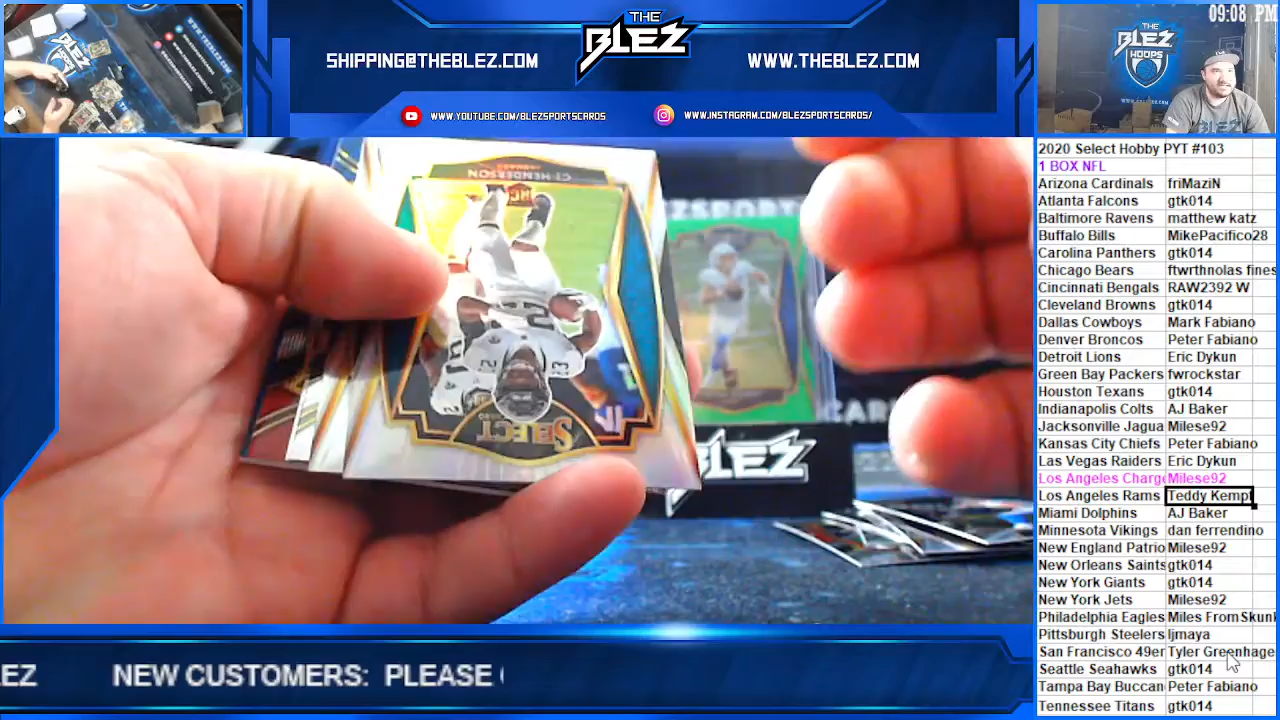 THE
BLEZ
SHIPPING@THEBLEZ.COM
WWW.THEBLEZ.COM
WWW.YOUTUBE.COM/BLEZSPORTSCARDS
WWW.INSTAGRAM.COM/BLEZSPORTSCARDS/
09:08 PM
THE
BLEZ
HOOPS
BLEZ
CJ HENDERSON
RC
SELECT
EZSPORT
CARD
BLEZ
2020 Select Hobby PYT #103
1 BOX NFL
Arizona Cardinals friMaziN
Atlanta Falcons gtk014
Baltimore Ravens matthew katz
Buffalo Bills MikePacifico28
Carolina Panthers gtk014
Chicago Bears ftwrthnolas fines
Cincinnati Bengals RAW2392 W
Cleveland Browns gtk014
Dallas Cowboys Mark Fabiano
Denver Broncos Peter Fabiano
Detroit Lions Eric Dykun
Green Bay Packers fwrockstar
Houston Texans gtk014
Indianapolis Colts AJ Baker
Jacksonville Jagua Milese92
Kansas City Chiefs Peter Fabiano
Las Vegas Raiders Eric Dykun
Los Angeles Charge Milese92
Los Angeles Rams Teddy Kempf
Miami Dolphins AJ Baker
Minnesota Vikings dan ferrendino
New England Patrio Milese92
New Orleans Saints gtk014
New York Giants gtk014
New York Jets Milese92
Philadelphia Eagles Miles From Skunk
Pittsburgh Steelers ljmaya
San Francisco 49er Tyler Greenhage
Seattle Seahawks gtk014
Tampa Bay Buccan Peter Fabiano
Tennessee Titans gtk014
EZ NEW CUSTOMERS: PLEASE